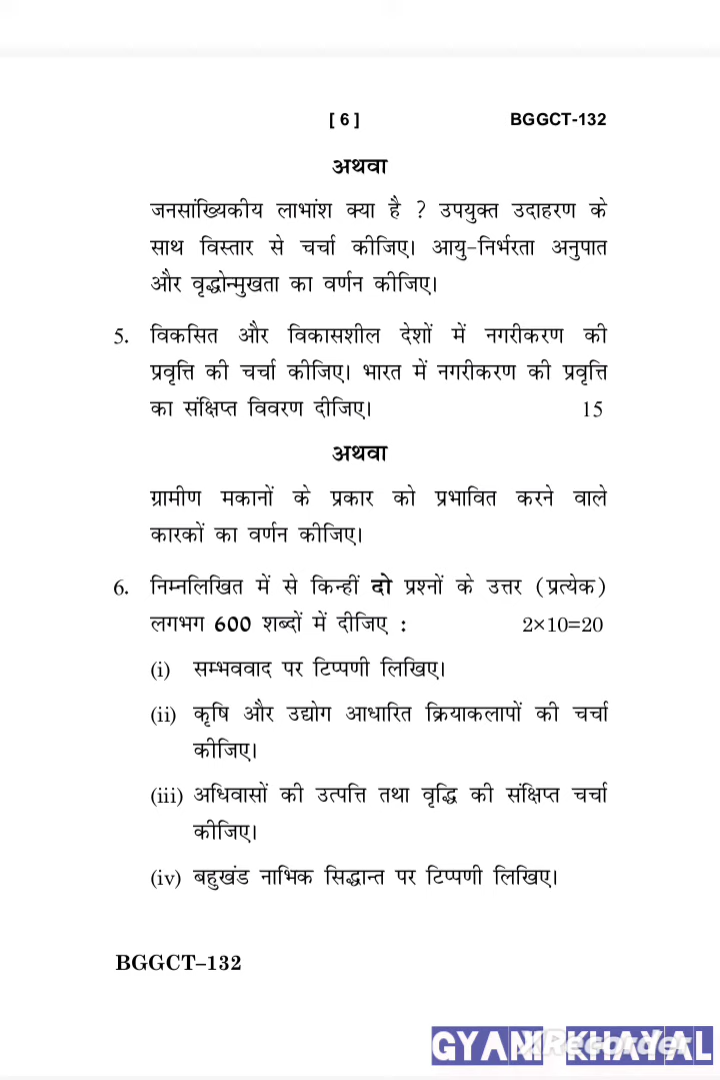 [ 6 ] BGGCT-132
अथवा
जनसांख्यिकीय लाभांश क्या है ? उपयुक्त उदाहरण के
साथ विस्तार से चर्चा कीजिए। आयु-निर्भरता अनुपात
और वृद्धोन्मुखता का वर्णन कीजिए।
5. विकसित और विकासशील देशों में नगरीकरण की
प्रवृत्ति की चर्चा कीजिए। भारत में नगरीकरण की प्रवृत्ति
का संक्षिप्त विवरण दीजिए। 15
अथवा
ग्रामीण मकानों के प्रकार को प्रभावित करने वाले
कारकों का वर्णन कीजिए।
6. निम्नलिखित में से किन्हीं दो प्रश्नों के उत्तर (प्रत्येक)
लगभग 600 शब्दों में दीजिए : 2×10=20
(i) सम्भववाद पर टिप्पणी लिखिए।
(ii) कृषि और उद्योग आधारित क्रियाकलापों की चर्चा
कीजिए।
(iii) अधिवासों की उत्पत्ति तथा वृद्धि की संक्षिप्त चर्चा
कीजिए।
(iv) बहुखंड नाभिक सिद्धान्त पर टिप्पणी लिखिए।
BGGCT–132
GYAN KHAYAL
XRecorder